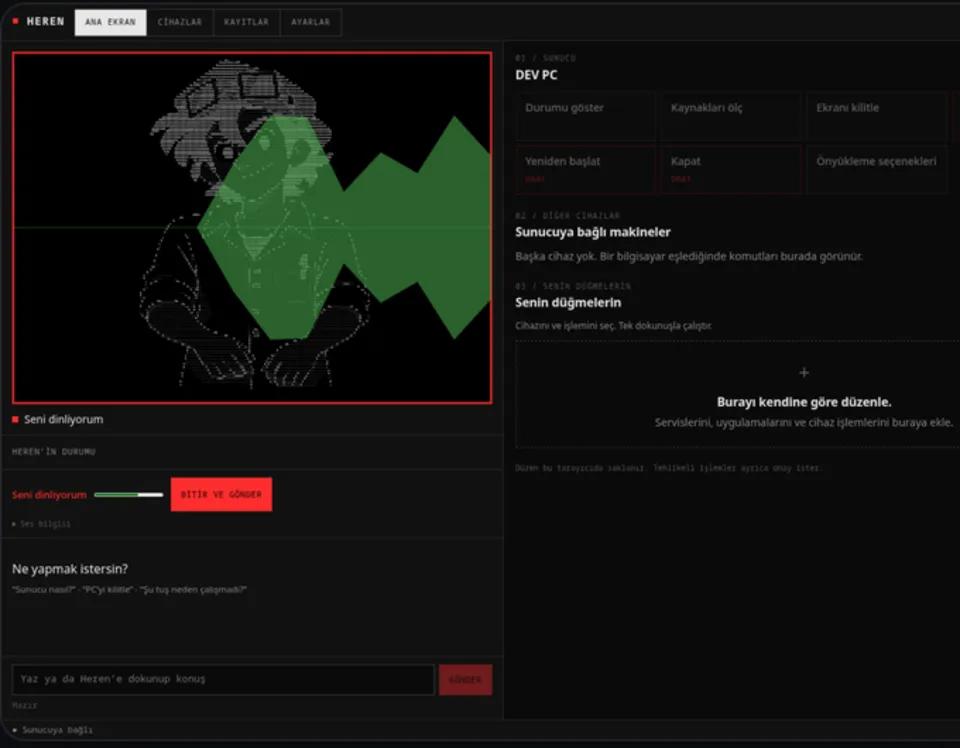 HEREN
ANA EKRAN
CİHAZLAR
KAYITLAR
AYARLAR
Seni dinliyorum
HEREN'İN DURUMU
Seni dinliyorum
BİTİR VE GÖNDER
Ses bilgisi
Ne yapmak istersin?
"Sunucu nasıl?" · "PC'yi kilitle" · "Şu tuş neden çalışmadı?"
Yaz ya da Heren'e dokunup konuş
GÖNDER
Hazır
Sunucuya bağlı
01 / SUNUCU
DEV PC
Durumu göster
Kaynakları ölç
Ekranı kilitle
Yeniden başlat
Kapat
Önyükleme seçenekleri
02 / DİĞER CİHAZLAR
Sunucuya bağlı makineler
Başka cihaz yok. Bir bilgisayar eşlediğinde komutları burada görünür.
03 / SENİN DÜĞMELERİN
Senin düğmelerin
Cihazını ve işlemini seç. Tek dokunuşla çalıştır.
+
Burayı kendine göre düzenle.
Servislerini, uygulamalarını ve cihaz işlemlerini buraya ekle.
Düzen bu tarayıcıda saklanır. Tehlikeli işlemler ayrıca onay ister.